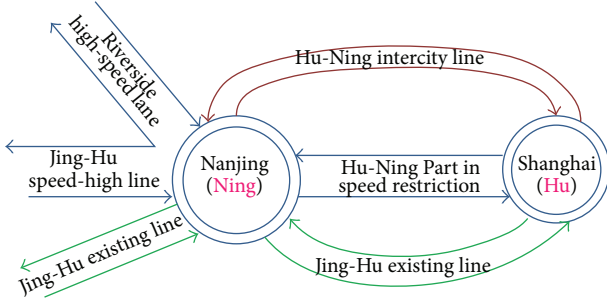 Riverside
high-speed lane
Hu-Ning intercity line
Jing-Hu
speed-high line
Nanjing
(Ning)
Hu-Ning Part in
speed restriction
Shanghai
(Hu)
Jing-Hu existing line
Jing-Hu existing line